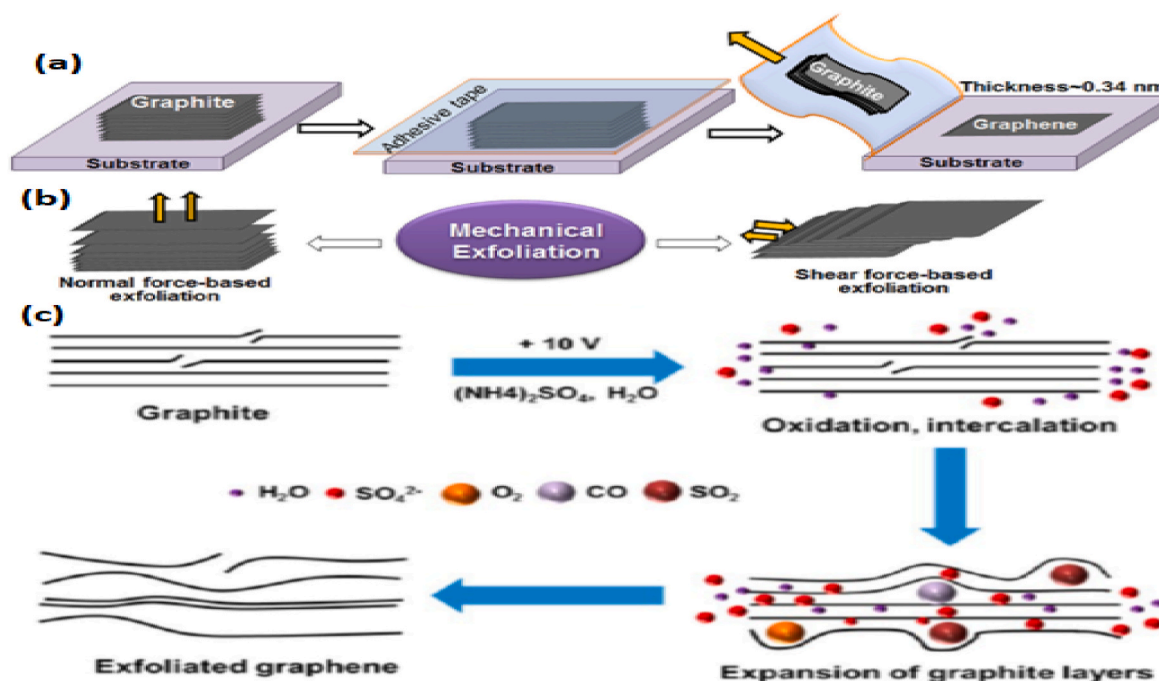 (a)
Graphite
Substrate
Adhesive tape
Substrate
Graphite
Thickness~0.34 nm
Graphene
Substrate
(b)
Mechanical
Exfoliation
Normal force-based
exfoliation
Shear force-based
exfoliation
(c)
Graphite
+ 10 V
(NH4)₂SO₄, H₂O
Oxidation, intercalation
H₂O SO₄²⁻ O₂ CO SO₂
Exfoliated graphene
Expansion of graphite layers